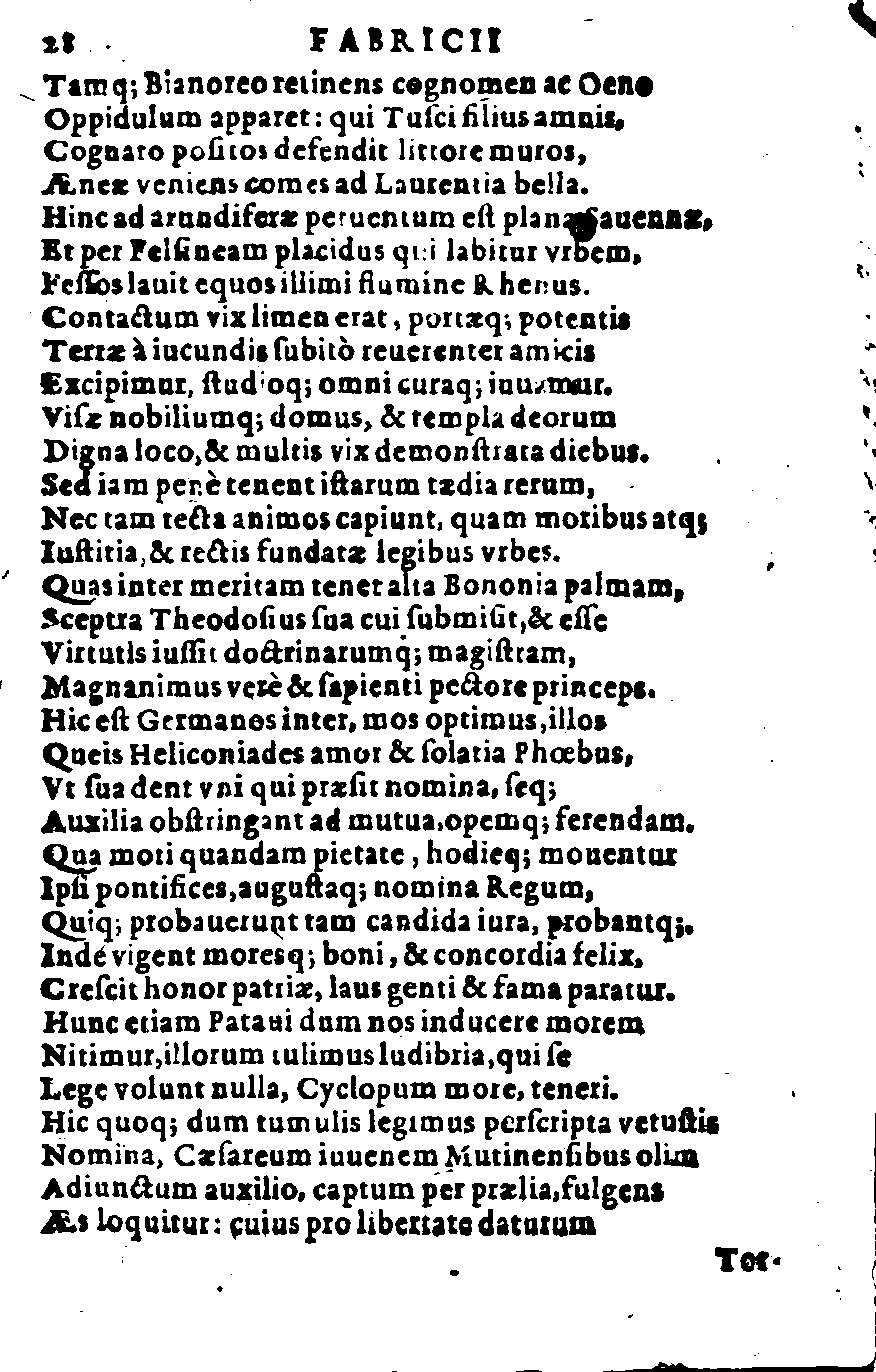 28 FABRICII
Tamq; Bianoreo retinens cognomen ac Oeno
Oppidulum apparet: qui Tuſci filius amnis,
Cognato poſitos defendit littore muros,
Æneæ veniens comes ad Laurentia bella.
Hinc ad arundiferæ peruentum eſt plana Sauennæ,
Et per Felſineam placidus qui labitur vrbem,
Feſſos lauit equos illimi flumine Rhenus.
Contactum vix limen erat, portæq; potentis
Terræ à iucundis ſubitò reuerenter amicis
Excipimur, ſtudioq; omni curaq; iuuamur.
Viſæ nobiliumq; domus, & templa deorum
Digna loco, & multis vix demonſtrata diebus.
Sed iam penè tenent iſtarum tædia rerum,
Nec tam tecta animos capiunt, quam moribus atq;
Iuſtitia, & rectis fundatæ legibus vrbes.
Quas inter meritam tenet alta Bononia palmam,
Sceptra Theodoſius ſua cui ſubmiſit, & eſſe
Virtutis iuſſit doctrinarumq; magiſtram,
Magnanimus verè & ſapienti pectore princeps.
Hic eſt Germanos inter, mos optimus, illos
Queis Heliconiades amor & ſolatia Phœbus,
Vt ſua dent vni qui præſit nomina, ſeq;
Auxilia obſtringant ad mutua, opemq; ferendam.
Qua moti quandam pietate, hodieq; mouentur
Ipſi pontifices, auguſtaq; nomina Regum,
Quiq; probauerunt tam candida iura, probantq;.
Inde vigent moresq; boni, & concordia felix,
Creſcit honor patriæ, laus genti & fama paratur.
Hunc etiam Pataui dum nos inducere morem
Nitimur, illorum tulimus ludibria, qui ſe
Lege volunt nulla, Cyclopum more, teneri.
Hic quoq; dum tumulis legimus perſcripta vetuſtis
Nomina, Cæſareum iuuenem Mutinenſibus olim
Adiunctum auxilio, captum per prælia, fulgens
Æs loquitur: cuius pro libertate daturum
Tot-